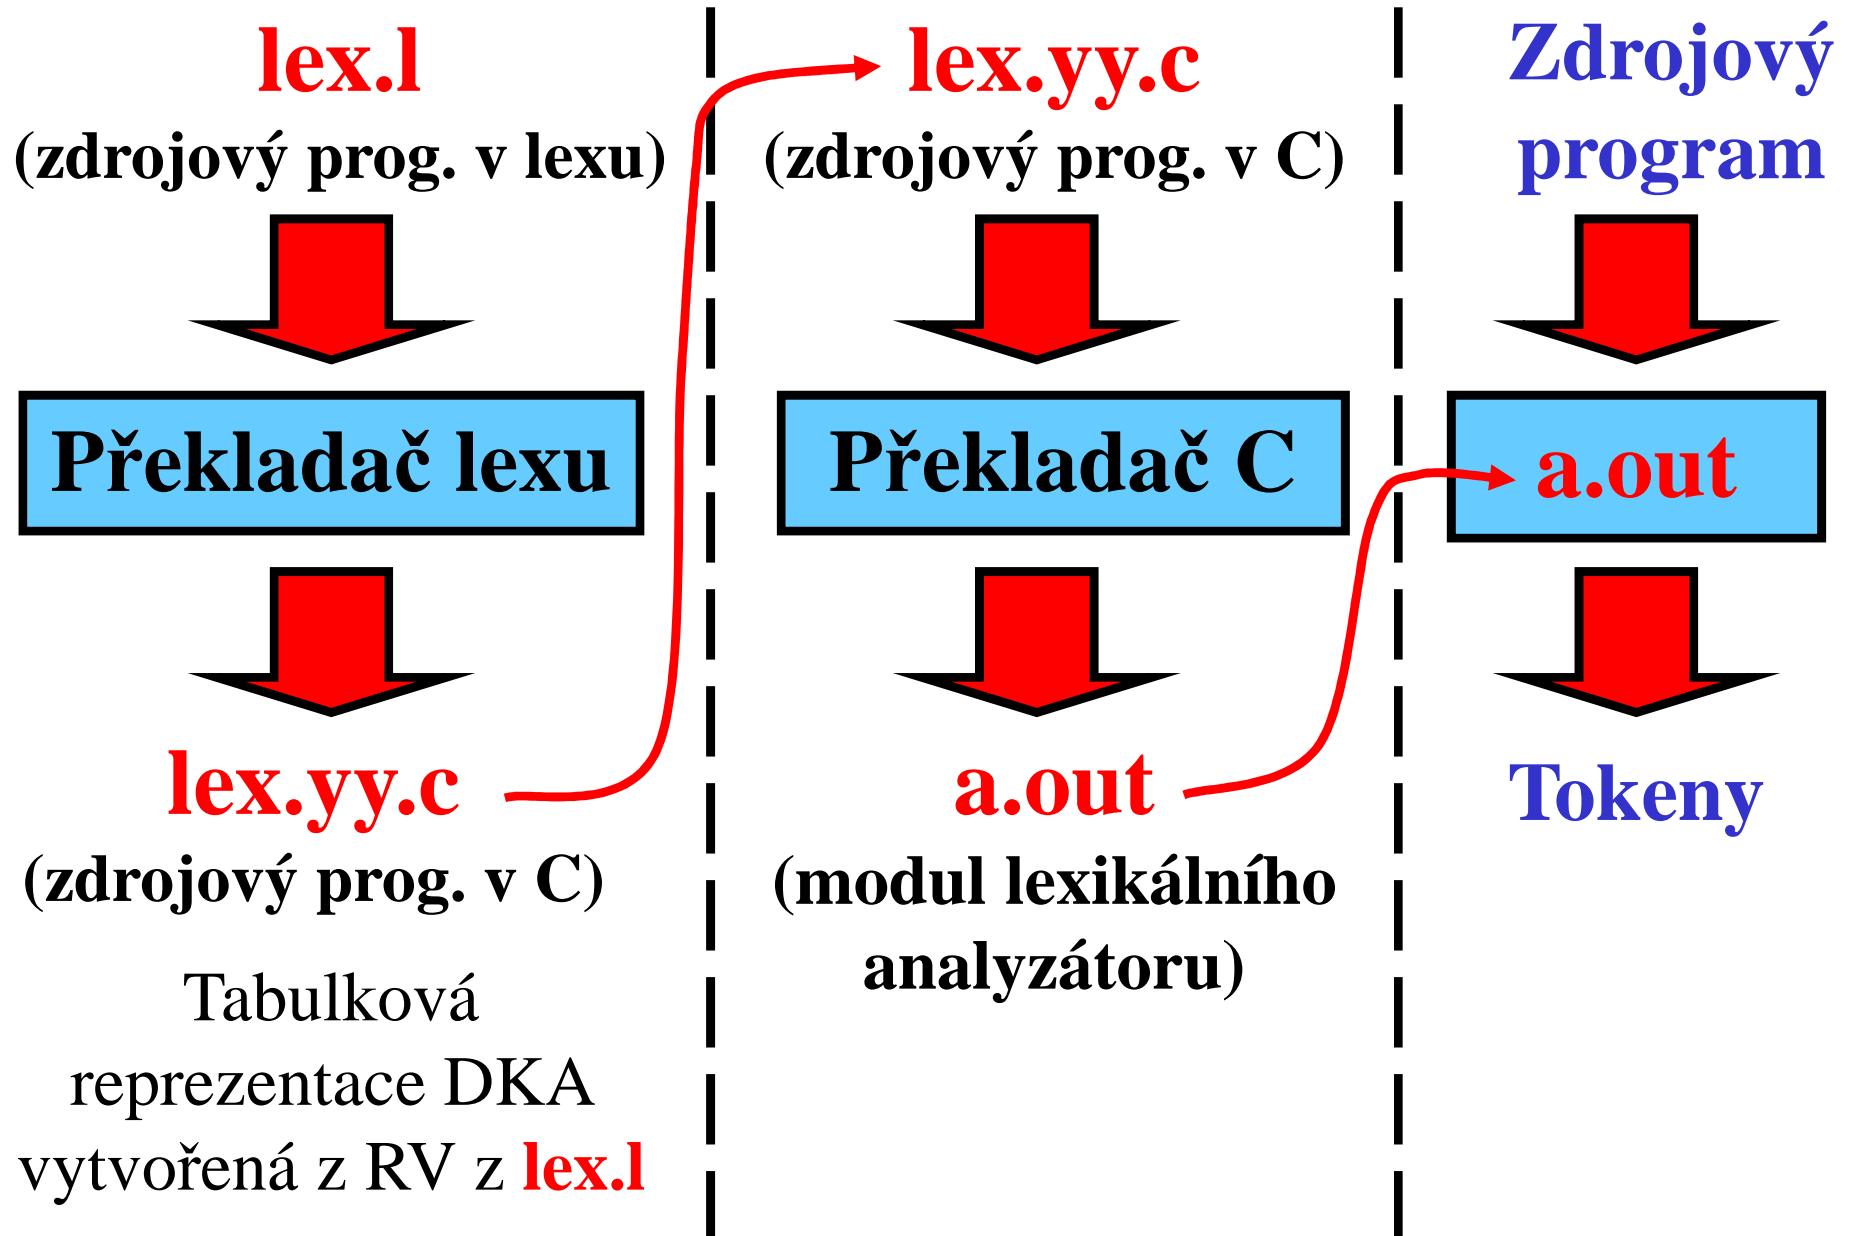 lex.l
(zdrojový prog. v lexu)
Překladač lexu
lex.yy.c
(zdrojový prog. v C)
Tabulková
reprezentace DKA
vytvořená z RV z lex.l
lex.yy.c
(zdrojový prog. v C)
Překladač C
a.out
(modul lexikálního
analyzátoru)
Zdrojový
program
a.out
Tokeny